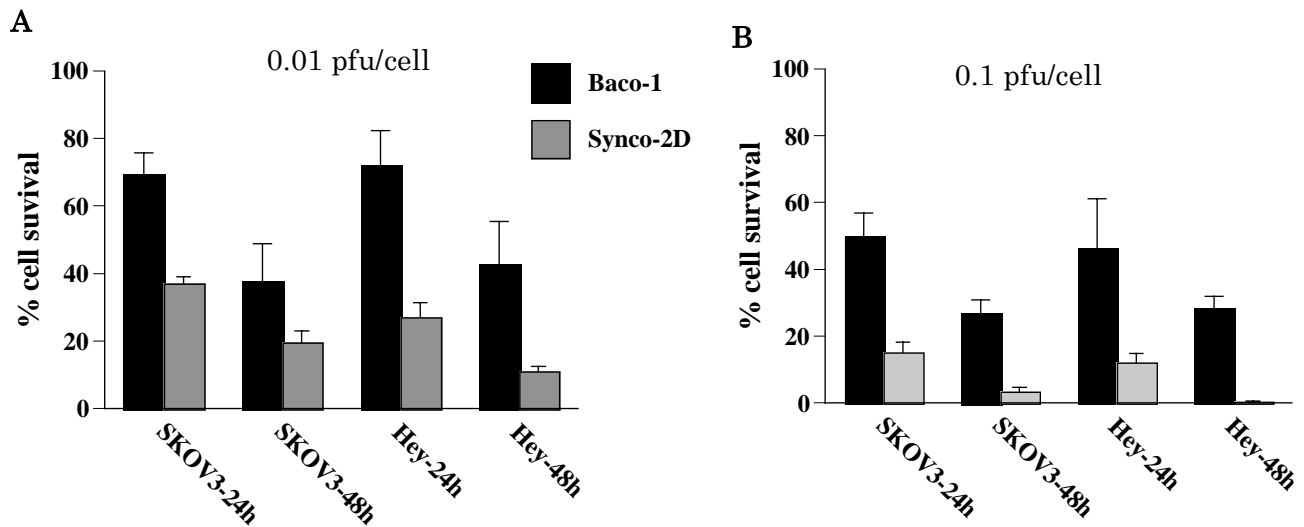 A
0.01 pfu/cell
% cell suvival
100
80
60
40
20
0
Baco-1
Synco-2D
SKOV3-24h
SKOV3-48h
Hey-24h
Hey-48h
B
0.1 pfu/cell
% cell survival
100
80
60
40
20
0
SKOV3-24h
SKOV3-48h
Hey-24h
Hey-48h